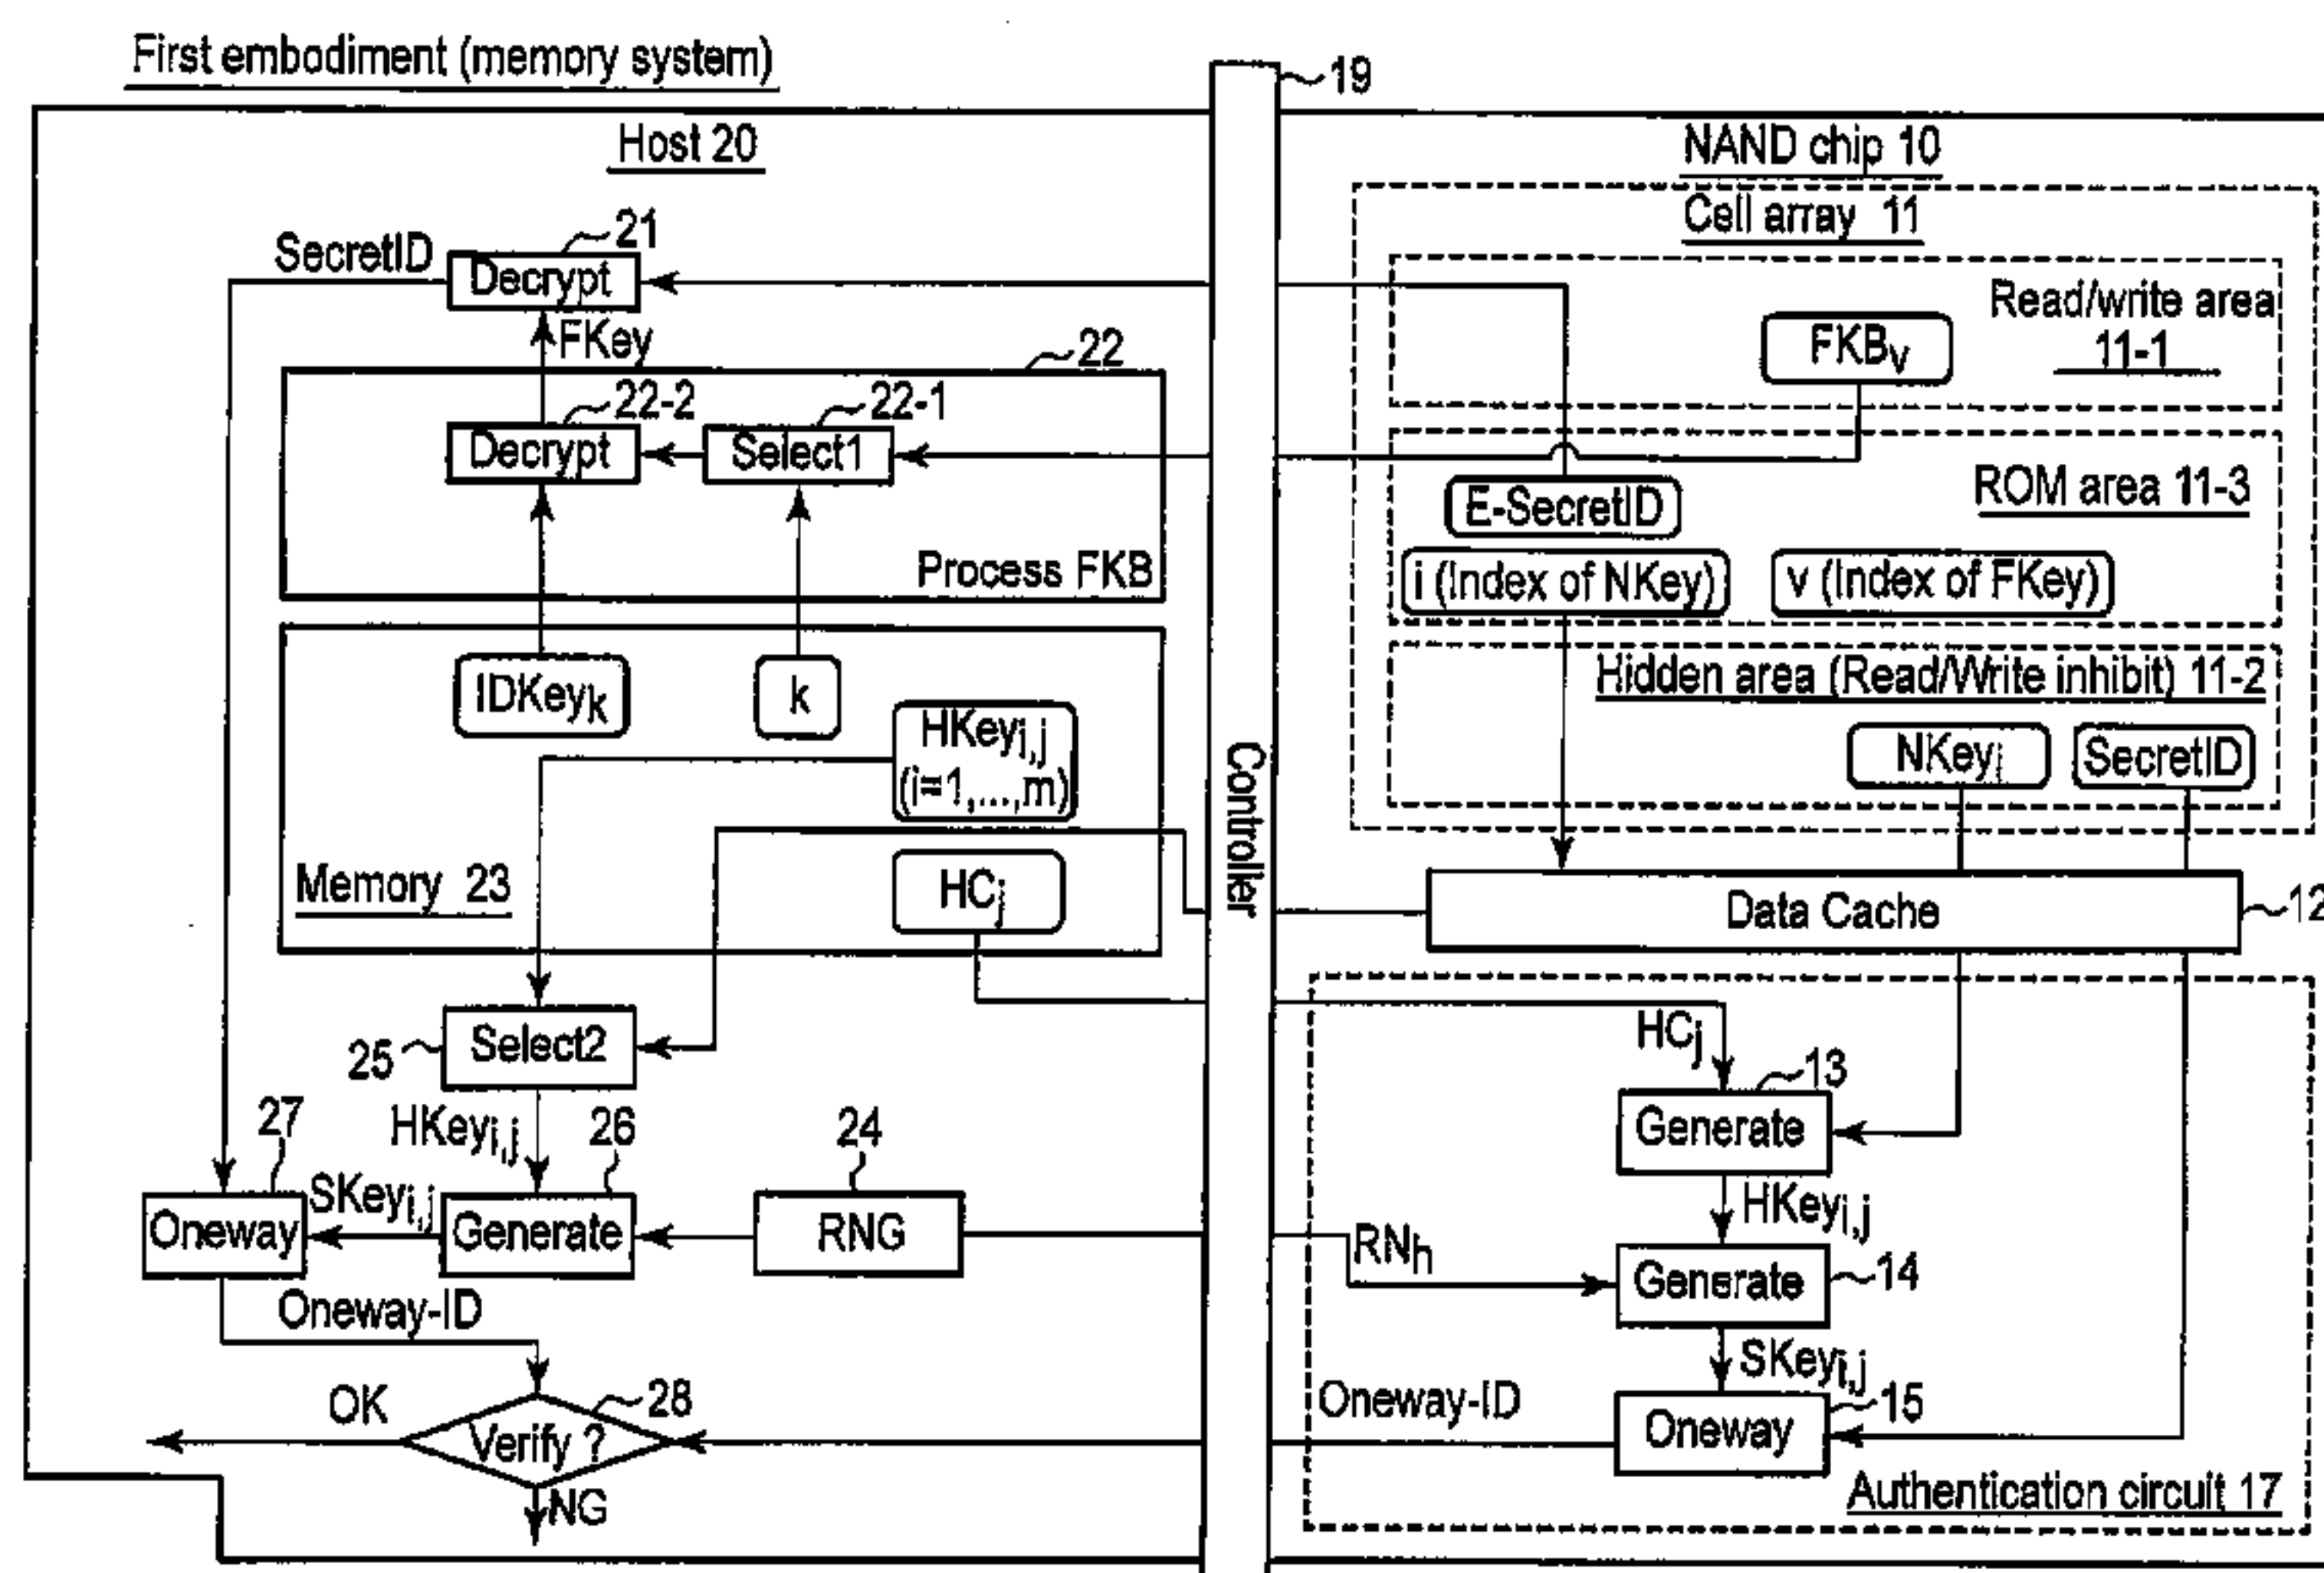 First embodiment (memory system)
19
Host 20
NAND chip 10
Cell array 11
21
SecretID
Decrypt
Read/write area
11-1
FKBv
FKey
22
22-2
22-1
Decrypt
Select1
ROM area 11-3
E-SecretID
Process FKB
i (Index of NKey)
v (Index of FKey)
Hidden area (Read/Write inhibit) 11-2
IDKeyk
k
HKeyi,j
(i=1,...,m)
NKeyi
SecretID
Controller
Memory 23
HCj
Data Cache
12
25
Select2
HCj
13
Generate
27
HKeyi,j
26
24
SKeyi,j
HKeyi,j
Oneway
Generate
RNG
RNh
Generate
14
Oneway-ID
SKeyi,j
OK
28
Oneway-ID
15
Verify ?
Oneway
NG
Authentication circuit 17